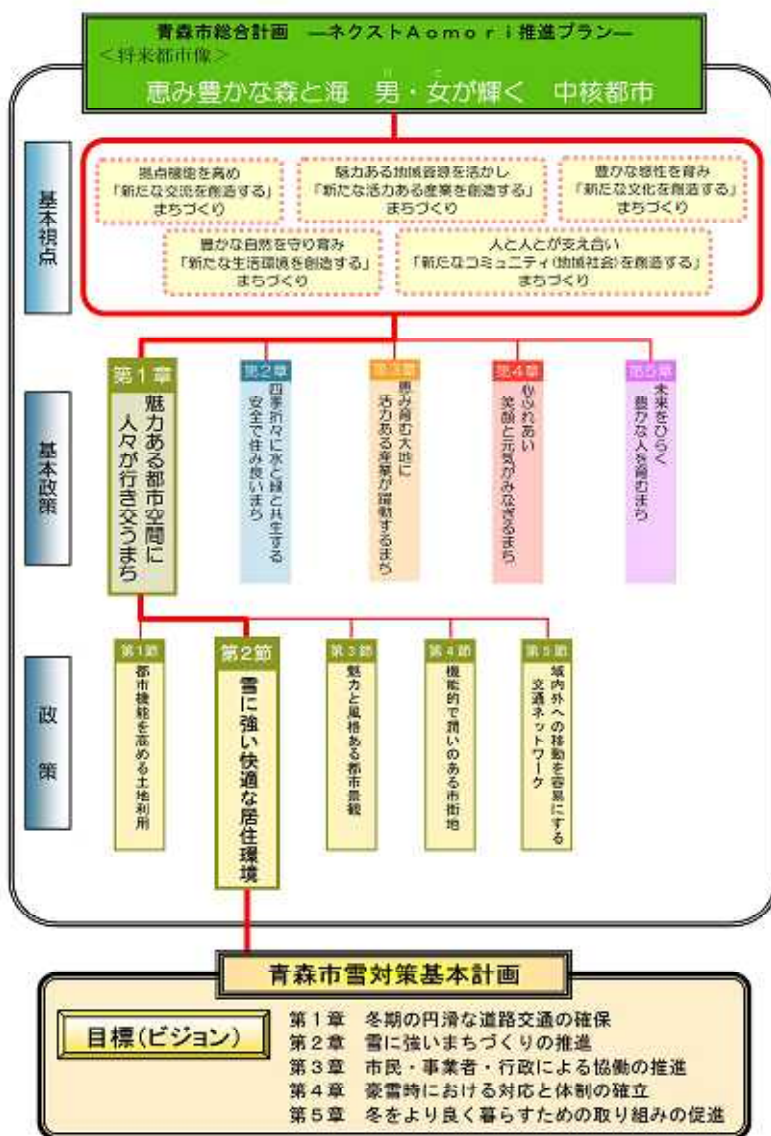 青森市総合計画 ―ネクストAomori推進プラン―
<将来都市像>
恵み豊かな森と海 男・女が輝く 中核都市
基本視点
拠点機能を高め
「新たな交流を創造する」
まちづくり
魅力ある地域資源を活かし
「新たな活力ある産業を創造する」
まちづくり
豊かな感性を育み
「新たな文化を創造する」
まちづくり
豊かな自然を守り育み
「新たな生活環境を創造する」
まちづくり
人と人とが支え合い
「新たなコミュニティ(地域社会)を創造する」
まちづくり
基本政策
第1章
魅力ある都市空間に
人々が行き交うまち
第2章
四季折々に水と緑と共生する
安全で住み良いまち
第3章
恵み育む大地に
活力ある産業が躍動するまち
第4章
心ふれあい
笑顔と元気がみなぎるまち
第5章
未来をひらく
豊かな人を育むまち
政策
第1節
都市機能を高める土地利用
第2節
雪に強い快適な居住環境
第3節
魅力と風格ある都市景観
第4節
機能的で潤いのある市街地
第5節
域内外への移動を容易にする
交通ネットワーク
青森市雪対策基本計画
目標(ビジョン)
第1章 冬期の円滑な道路交通の確保
第2章 雪に強いまちづくりの推進
第3章 市民・事業者・行政による協働の推進
第4章 豪雪時における対応と体制の確立
第5章 冬をより良く暮らすための取り組みの促進